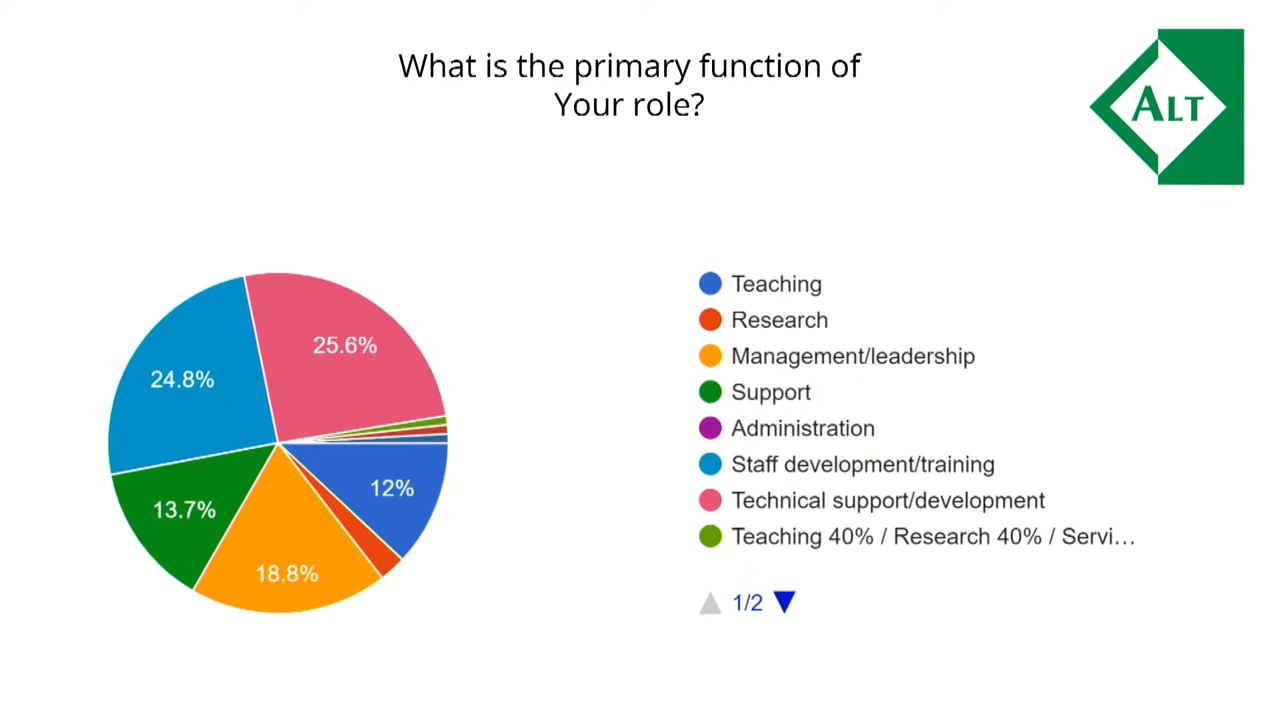 What is the primary function of
Your role?
ALT
25.6%
24.8%
12%
13.7%
18.8%
Teaching
Research
Management/leadership
Support
Administration
Staff development/training
Technical support/development
Teaching 40% / Research 40% / Servi…
1/2